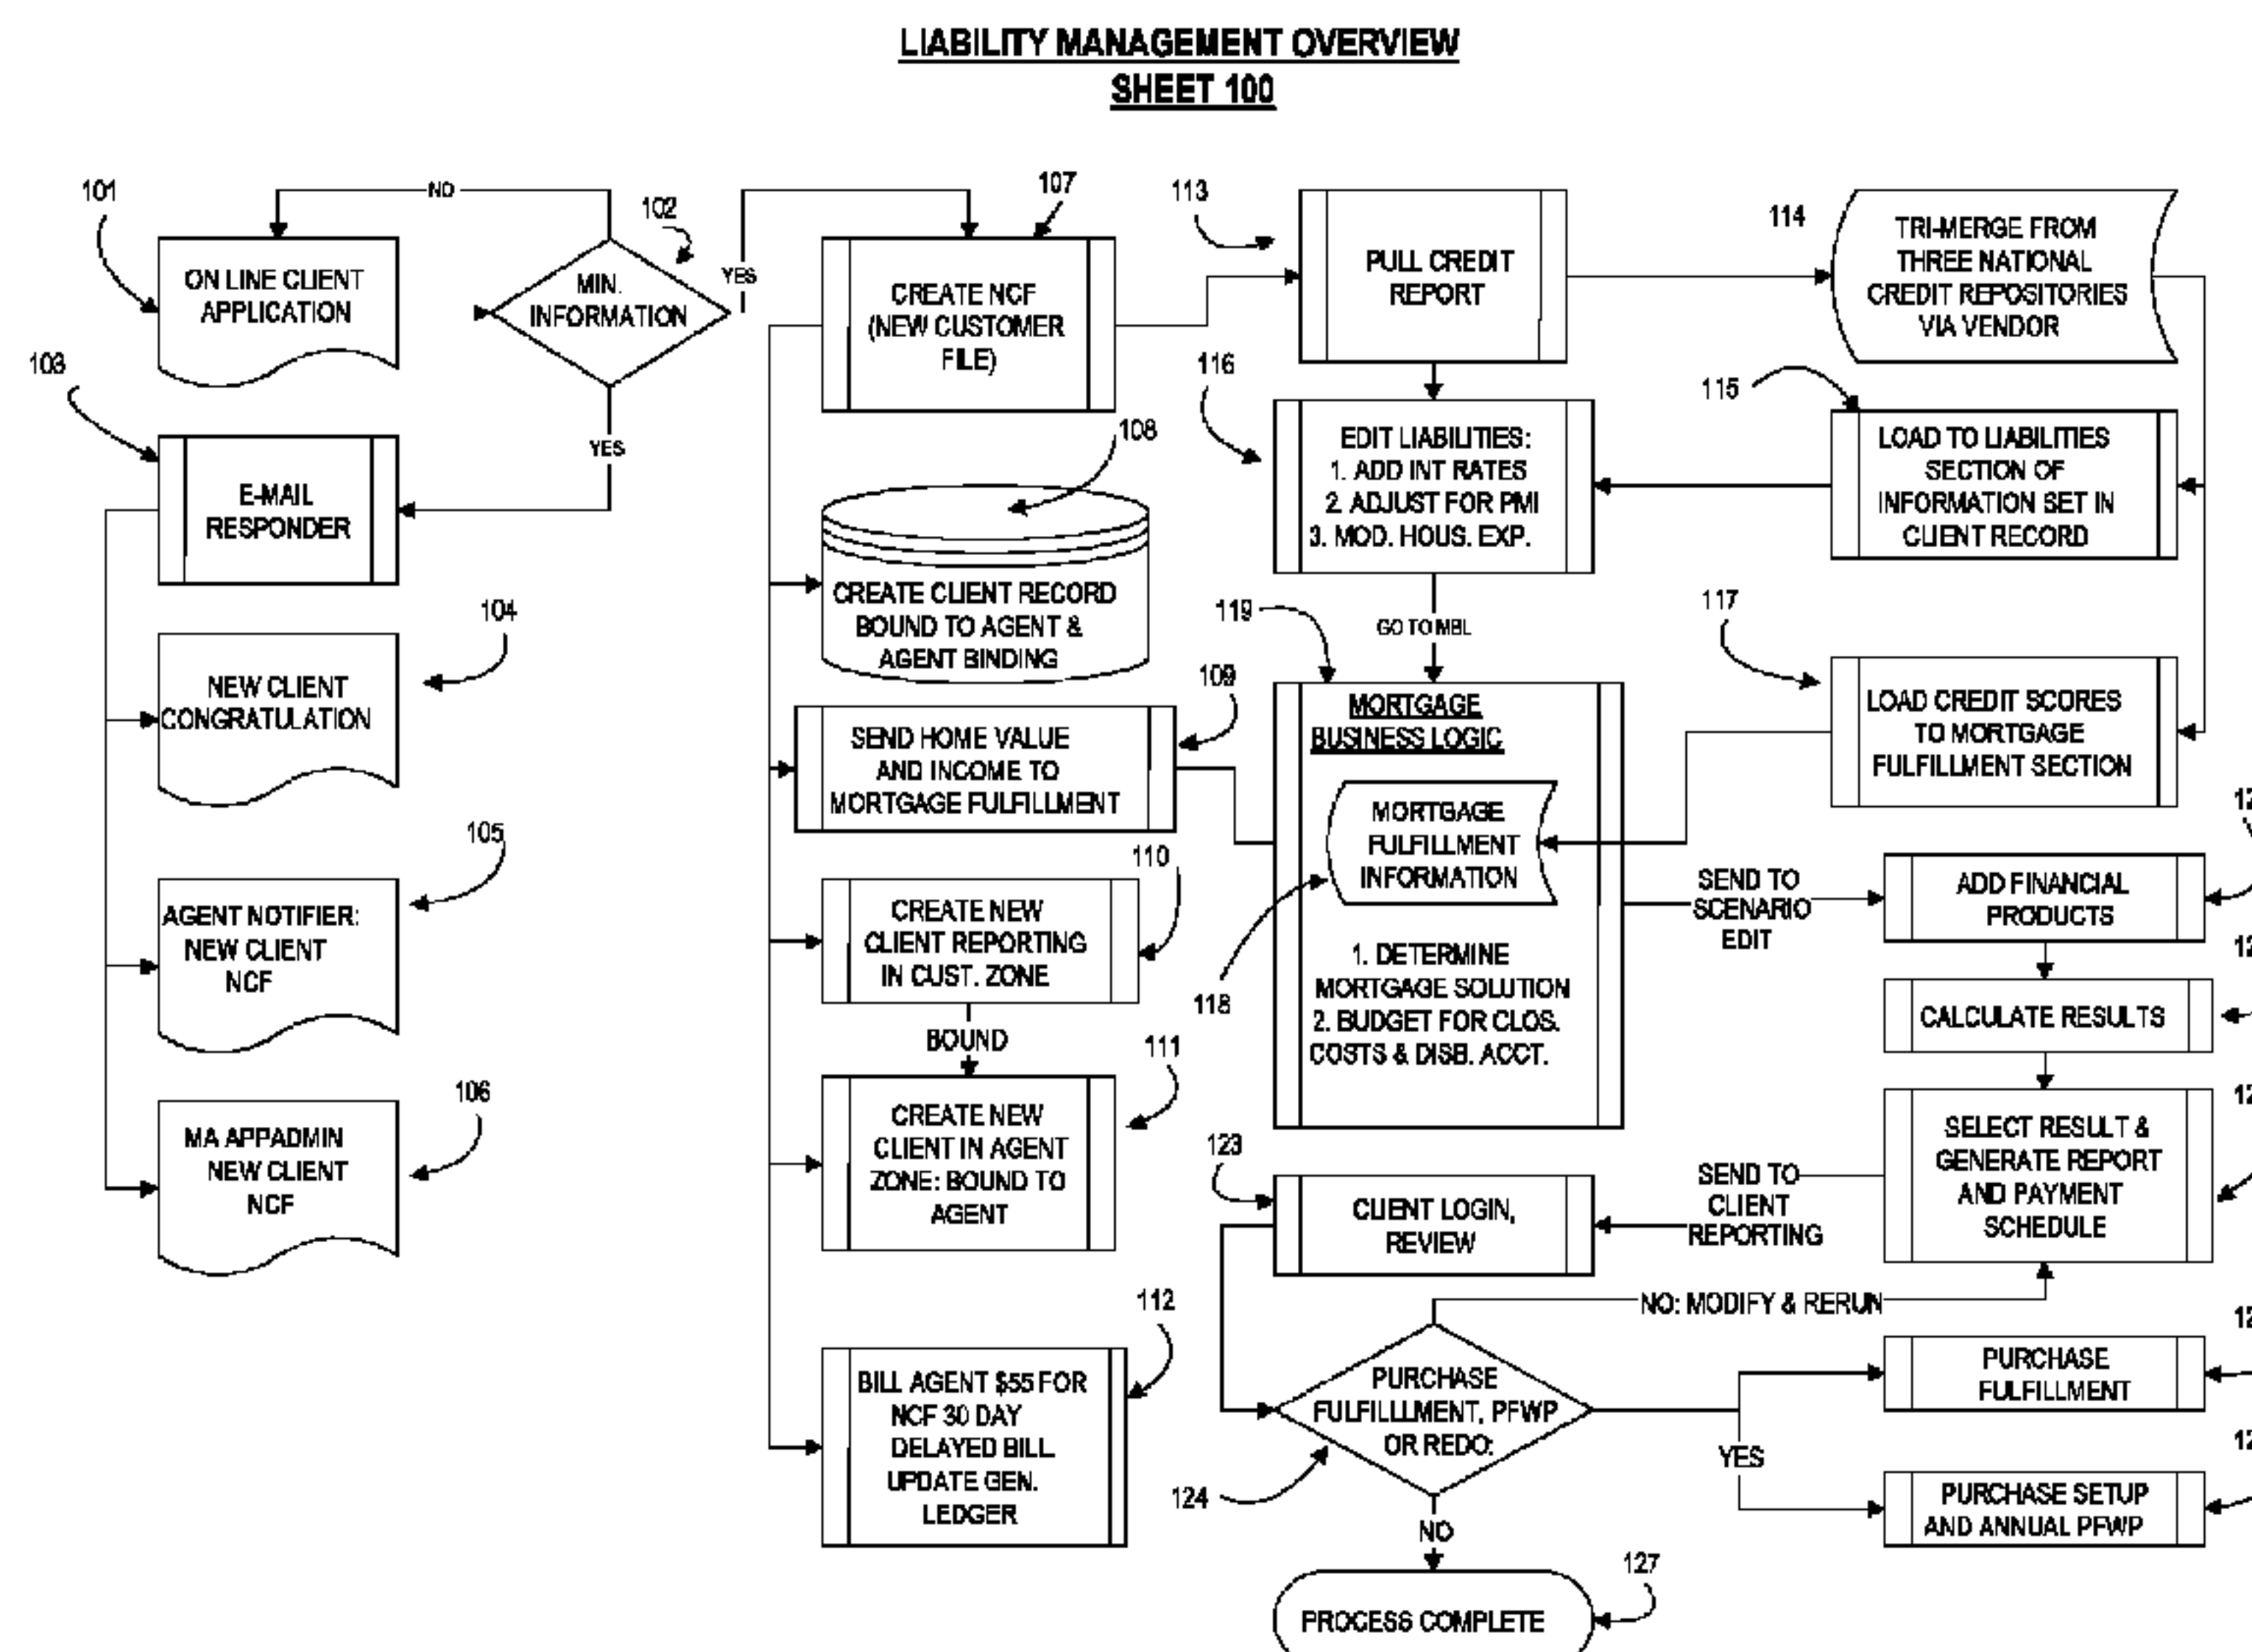 LIABILITY MANAGEMENT OVERVIEW
SHEET 100
101
NO
102
ON LINE CLIENT
APPLICATION
MIN.
INFORMATION
YES
YES
103
E-MAIL
RESPONDER
104
NEW CLIENT
CONGRATULATION
105
AGENT NOTIFIER:
NEW CLIENT
NCF
106
MA APPADMIN
NEW CLIENT
NCF
107
CREATE NCF
(NEW CUSTOMER
FILE)
108
CREATE CLIENT RECORD
BOUND TO AGENT &
AGENT BINDING
109
SEND HOME VALUE
AND INCOME TO
MORTGAGE FULFILLMENT
110
CREATE NEW
CLIENT REPORTING
IN CUST. ZONE
BOUND
111
CREATE NEW
CLIENT IN AGENT
ZONE: BOUND TO
AGENT
112
BILL AGENT $55 FOR
NCF 30 DAY
DELAYED BILL
UPDATE GEN.
LEDGER
113
PULL CREDIT
REPORT
114
TRI-MERGE FROM
THREE NATIONAL
CREDIT REPOSITORIES
VIA VENDOR
115
LOAD TO LIABILITIES
SECTION OF
INFORMATION SET IN
CLIENT RECORD
116
EDIT LIABILITIES:
1. ADD INT RATES
2. ADJUST FOR PMI
3. MOD. HOUS. EXP.
GO TO MBL
117
LOAD CREDIT SCORES
TO MORTGAGE
FULFILLMENT SECTION
119
MORTGAGE
BUSINESS LOGIC
MORTGAGE
FULFILLMENT
INFORMATION
118
1. DETERMINE
MORTGAGE SOLUTION
2. BUDGET FOR CLOS.
COSTS & DISB. ACCT.
SEND TO
SCENARIO
EDIT
ADD FINANCIAL
PRODUCTS
CALCULATE RESULTS
SELECT RESULT &
GENERATE REPORT
AND PAYMENT
SCHEDULE
SEND TO
CLIENT
REPORTING
123
CLIENT LOGIN,
REVIEW
NO: MODIFY & RERUN
PURCHASE
FULFILLLMENT, PFWP
OR REDO:
124
YES
PURCHASE
FULFILLMENT
PURCHASE SETUP
AND ANNUAL PFWP
NO
127
PROCESS COMPLETE